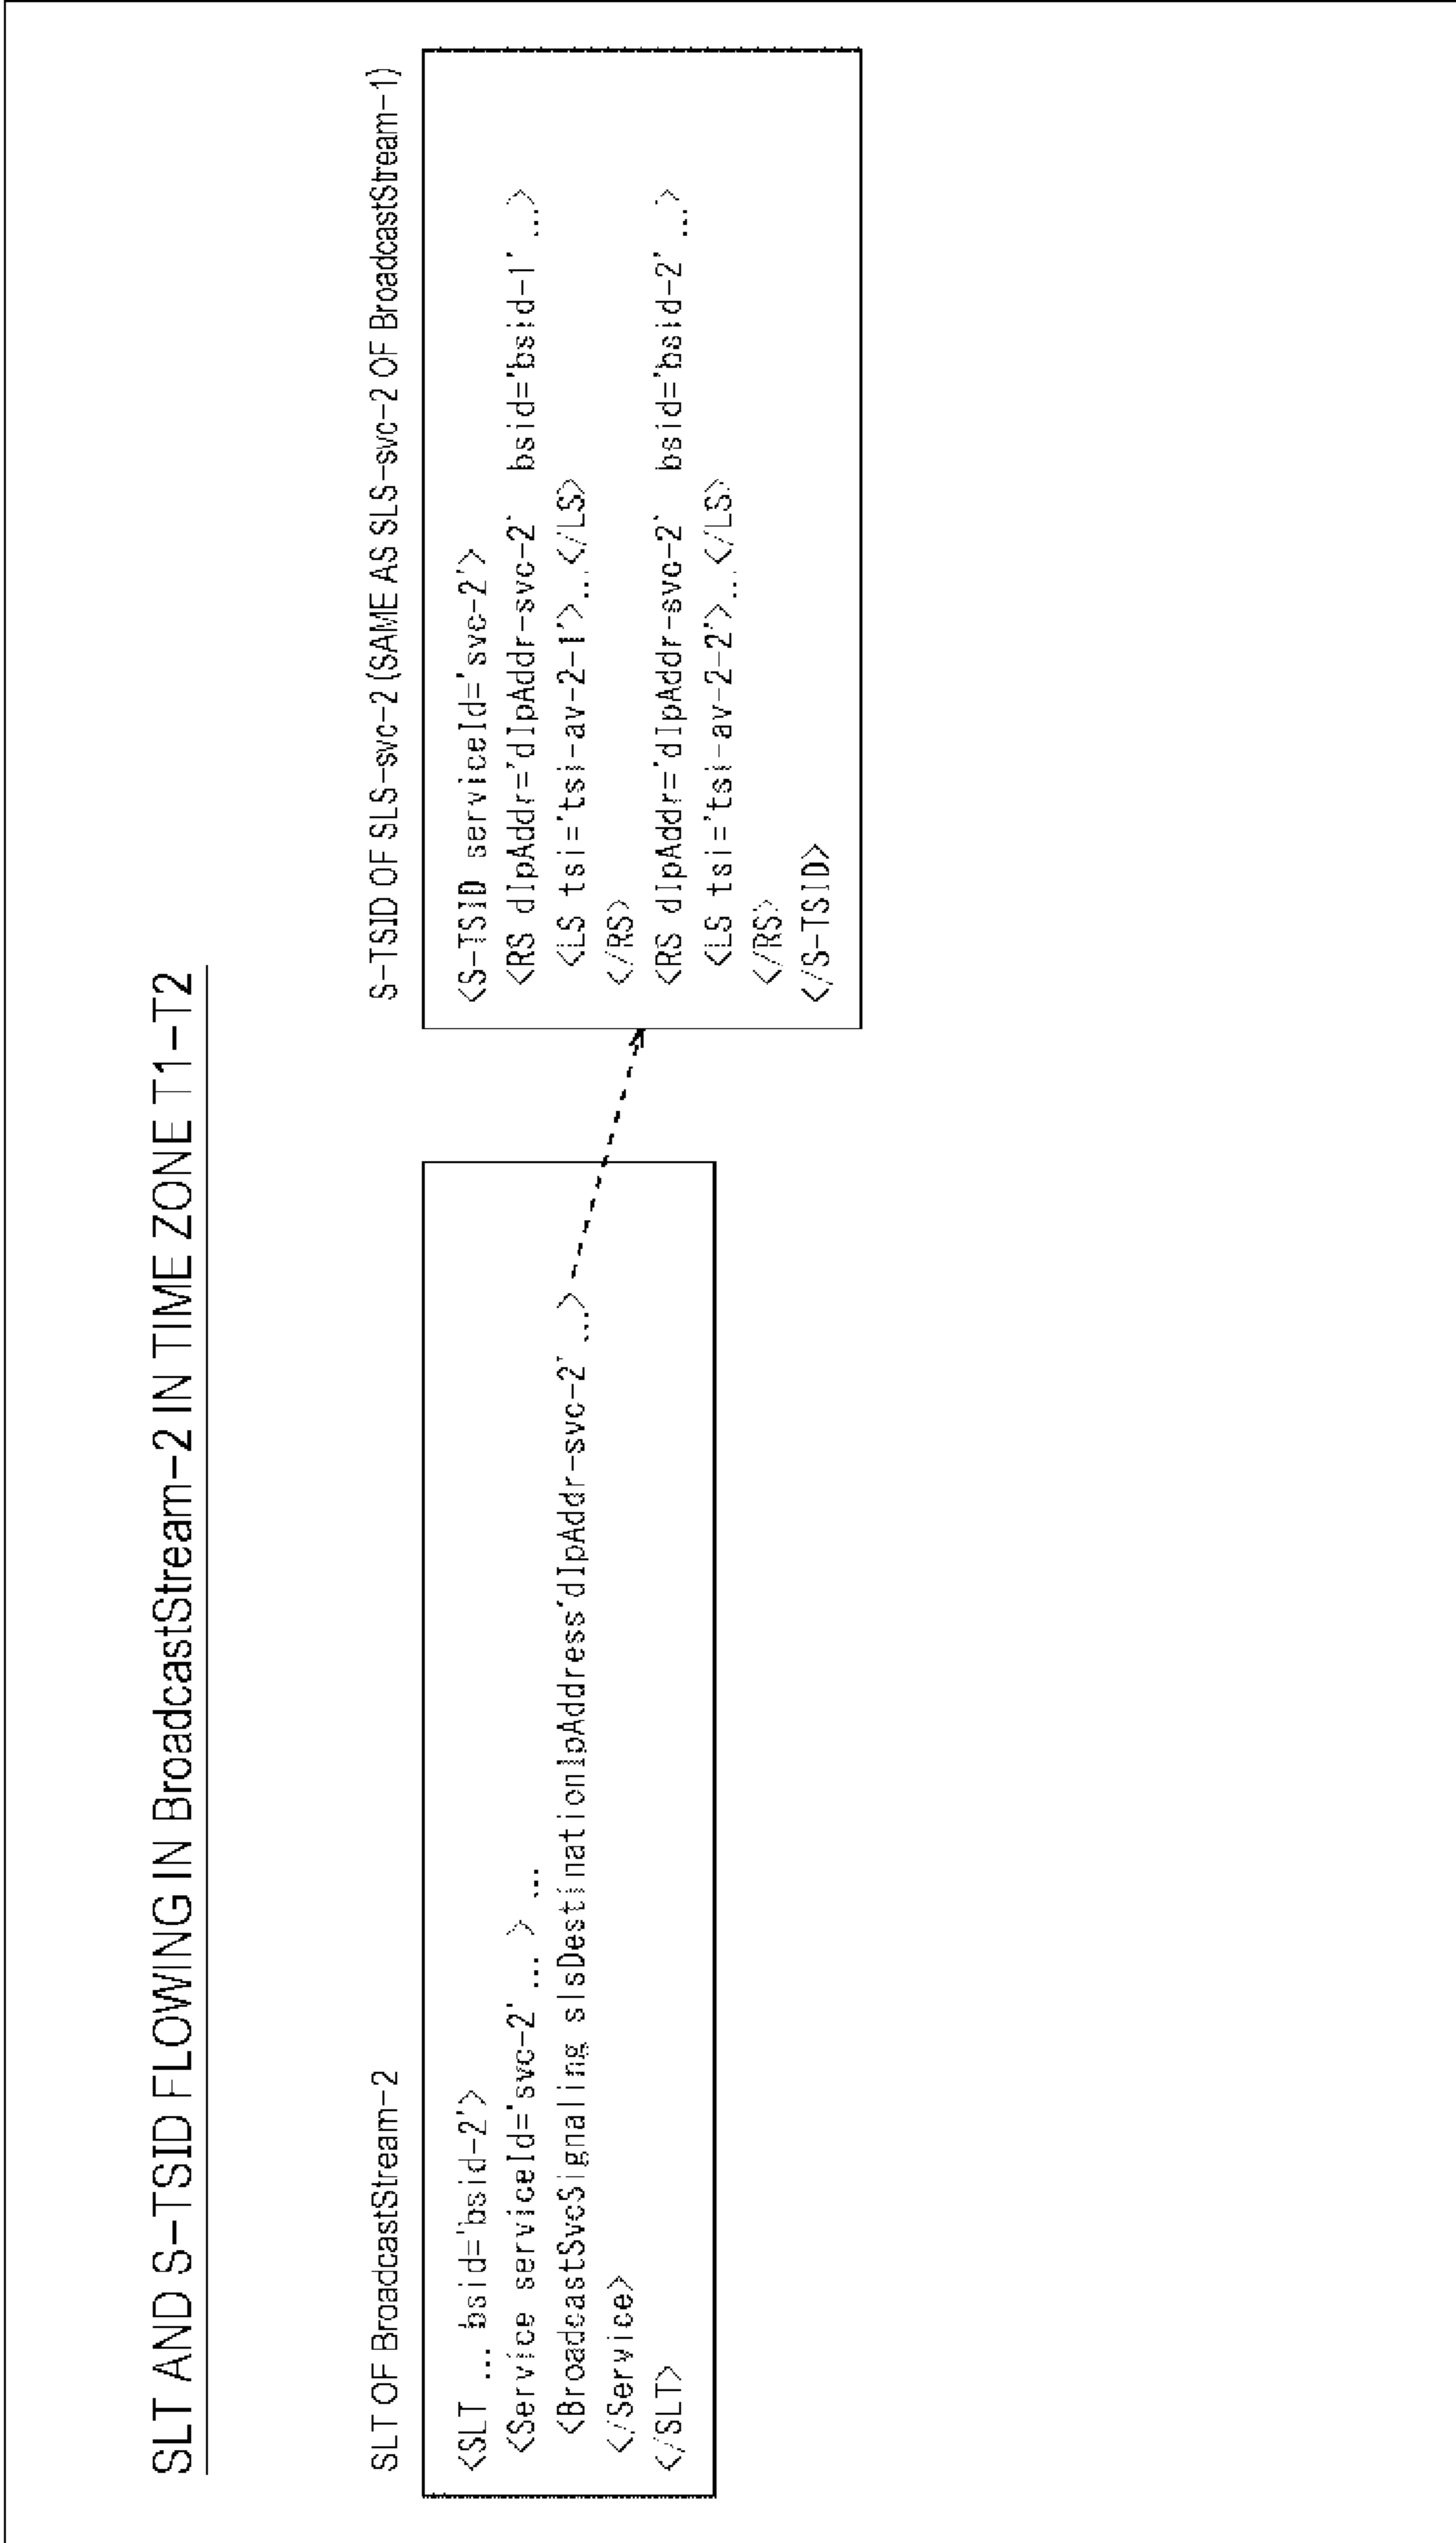 SLT AND S-TSID FLOWING IN BroadcastStream-2 IN TIME ZONE T1-T2
SLT OF BroadcastStream-2
<SLT ... bsid='bsid-2'>
<Service serviceId='svc-2' ... > ...
<BroadcastSvcSignaling slsDestinationIpAddress'dIpAddr-svc-2' ...>
</Service>
</SLT>
S-TSID OF SLS-svc-2 (SAME AS SLS-svc-2 OF BroadcastStream-1)
<S-TSID serviceId='svc-2'>
<RS dIpAddr='dIpAddr-svc-2' bsid='bsid-1' ...>
<LS tsi='tsi-av-2-1'>...</LS>
</RS>
<RS dIpAddr='dIpAddr-svc-2' bsid='bsid-2' ...>
<LS tsi='tsi-av-2-2'>...</LS>
</RS>
</S-TSID>